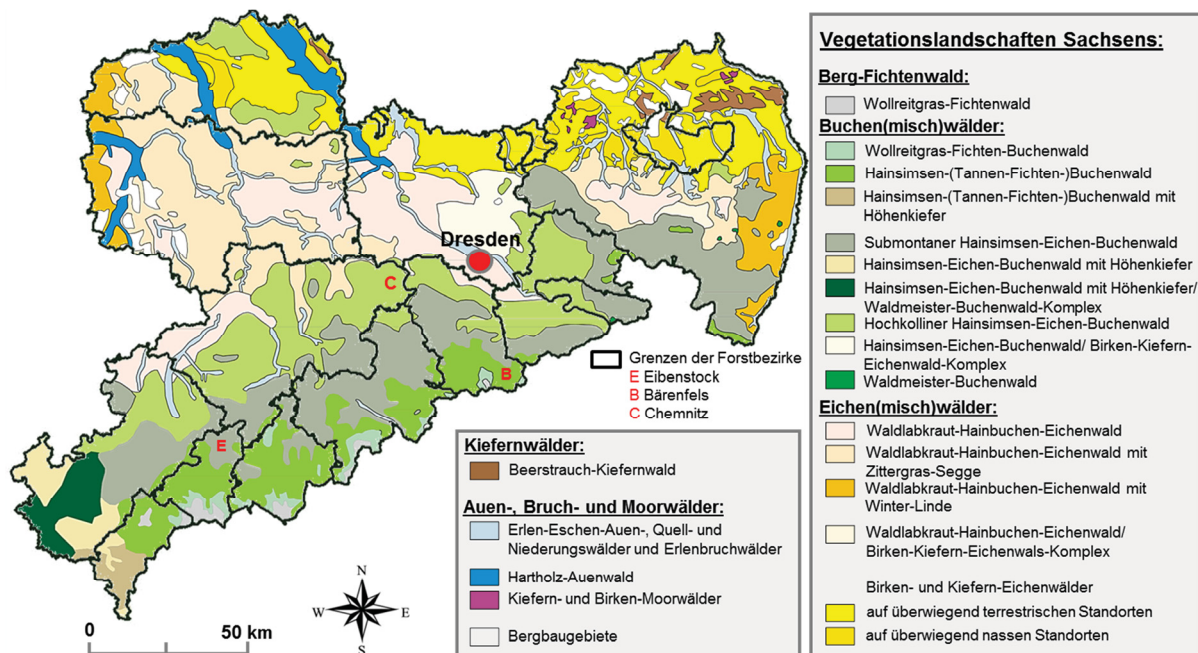 Dresden
C
B
E
Grenzen der Forstbezirke
E Eibenstock
B Bärenfels
C Chemnitz
N
W E
S
0 50 km
Kiefernwälder:
Beerstrauch-Kiefernwald
Auen-, Bruch- und Moorwälder:
Erlen-Eschen-Auen-, Quell- und
Niederungswälder und Erlenbruchwälder
Hartholz-Auenwald
Kiefern- und Birken-Moorwälder
Bergbaugebiete
Vegetationslandschaften Sachsens:
Berg-Fichtenwald:
Wollreitgras-Fichtenwald
Buchen(misch)wälder:
Wollreitgras-Fichten-Buchenwald
Hainsimsen-(Tannen-Fichten-)Buchenwald
Hainsimsen-(Tannen-Fichten-)Buchenwald mit
Höhenkiefer
Submontaner Hainsimsen-Eichen-Buchenwald
Hainsimsen-Eichen-Buchenwald mit Höhenkiefer
Hainsimsen-Eichen-Buchenwald mit Höhenkiefer/
Waldmeister-Buchenwald-Komplex
Hochkolliner Hainsimsen-Eichen-Buchenwald
Hainsimsen-Eichen-Buchenwald/ Birken-Kiefern-
Eichenwald-Komplex
Waldmeister-Buchenwald
Eichen(misch)wälder:
Waldlabkraut-Hainbuchen-Eichenwald
Waldlabkraut-Hainbuchen-Eichenwald mit
Zittergras-Segge
Waldlabkraut-Hainbuchen-Eichenwald mit
Winter-Linde
Waldlabkraut-Hainbuchen-Eichenwald/
Birken-Kiefern-Eichenwals-Komplex
Birken- und Kiefern-Eichenwälder
auf überwiegend terrestrischen Standorten
auf überwiegend nassen Standorten